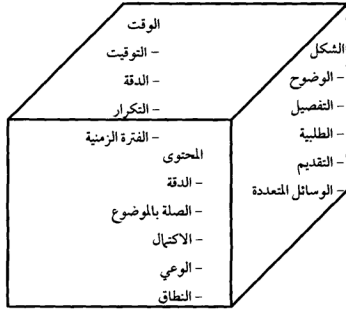 الوقت
– التوقيت
– الدقة
– التكرار
– الفترة الزمنية
الشكل
– الوضوح
– التفصيل
– الطلبية
– التقديم
– الوسائل المتعددة
المحتوى
– الدقة
– الصلة بالموضوع
– الاكتمال
– الوعي
– النطاق